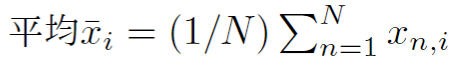 平均$\bar{x}_i = (1/N) \sum_{n=1}^{N} x_{n,i}$